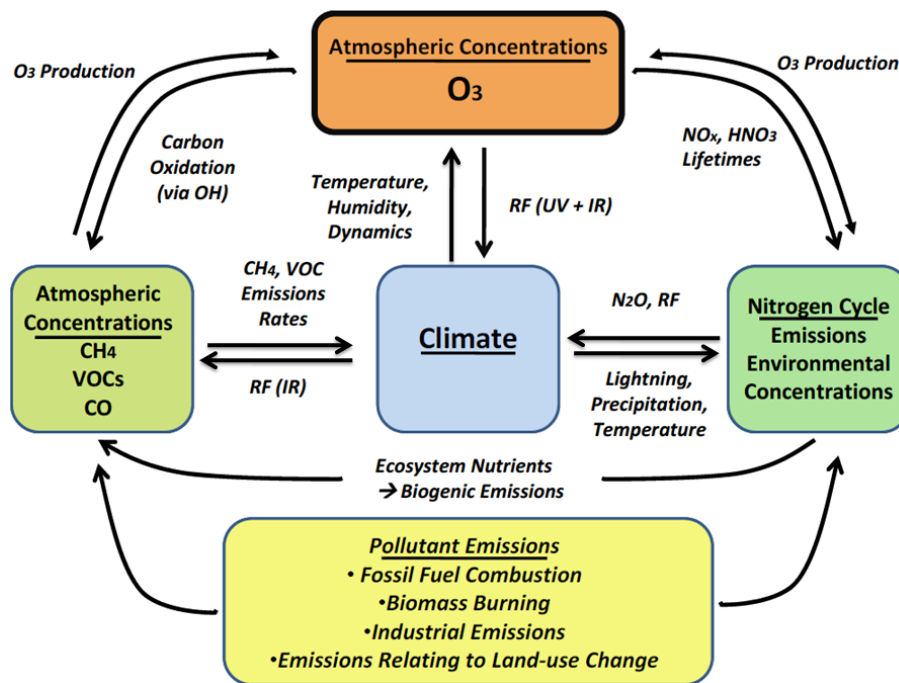 Atmospheric Concentrations
O₃
O₃ Production
O₃ Production
Carbon
Oxidation
(via OH)
NOₓ, HNO₃
Lifetimes
Temperature,
Humidity,
Dynamics
RF (UV + IR)
Atmospheric
Concentrations
CH₄
VOCs
CO
CH₄, VOC
Emissions
Rates
RF (IR)
Climate
N₂O, RF
Lightning,
Precipitation,
Temperature
Nitrogen Cycle
Emissions
Environmental
Concentrations
Ecosystem Nutrients
→ Biogenic Emissions
Pollutant Emissions
•Fossil Fuel Combustion
•Biomass Burning
•Industrial Emissions
•Emissions Relating to Land-use Change